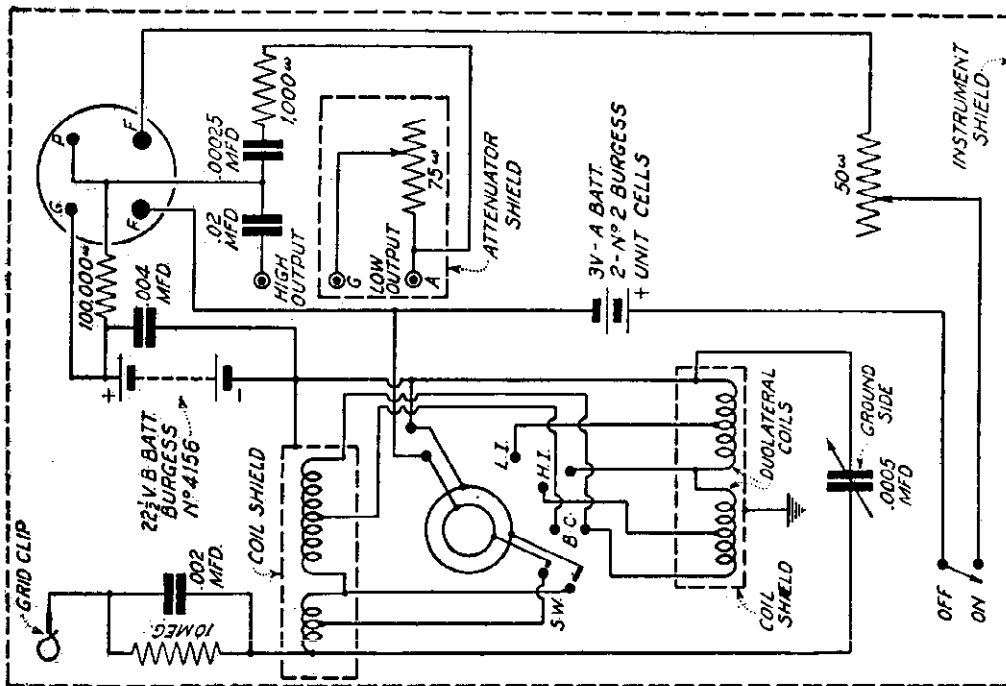 GRID CLIP
10 MEG.
.002
MFD.
22½ V. B BATT.
BURGESS
Nº 4156
+
-
COIL SHIELD
100,000ω
.004
MFD.
G
P
F
F
.02
MFD
.00025
MFD.
1,000ω
HIGH
OUTPUT
G
LOW
OUTPUT
A
75ω
ATTENUATOR
SHIELD
3V - A BATT.
2 - Nº 2 BURGESS
UNIT CELLS
+
50ω
INSTRUMENT
SHIELD
L.I.
H.I.
B.C.
S.W.
DUOLATERAL
COILS
GROUND
SIDE
.0005
MFD
COIL
SHIELD
OFF
ON